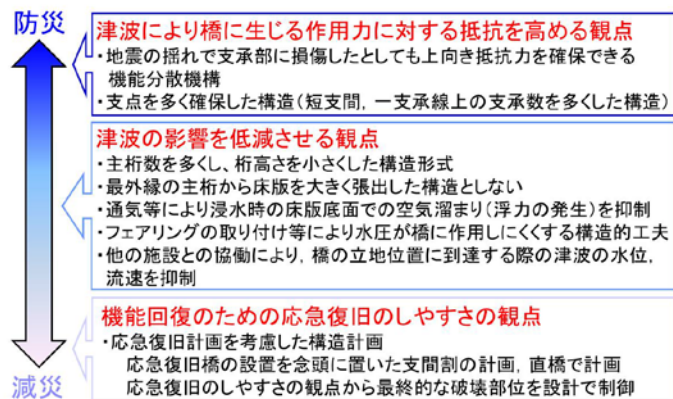 防災
津波により橋に生じる作用力に対する抵抗を高める観点
・地震の揺れで支承部に損傷したとしても上向き抵抗力を確保できる
機能分散機構
・支点を多く確保した構造(短支間,一支承線上の支承数を多くした構造)
津波の影響を低減させる観点
・主桁数を多くし、桁高さを小さくした構造形式
・最外縁の主桁から床版を大きく張出した構造としない
・通気等により浸水時の床版底面での空気溜まり(浮力の発生)を抑制
・フェアリングの取り付け等により水圧が橋に作用しにくくする構造的工夫
・他の施設との協働により,橋の立地位置に到達する際の津波の水位,
流速を抑制
機能回復のための応急復旧のしやすさの観点
・応急復旧計画を考慮した構造計画
応急復旧橋の設置を念頭に置いた支間割の計画,直橋で計画
応急復旧のしやすさの観点から最終的な破壊部位を設計で制御
減災